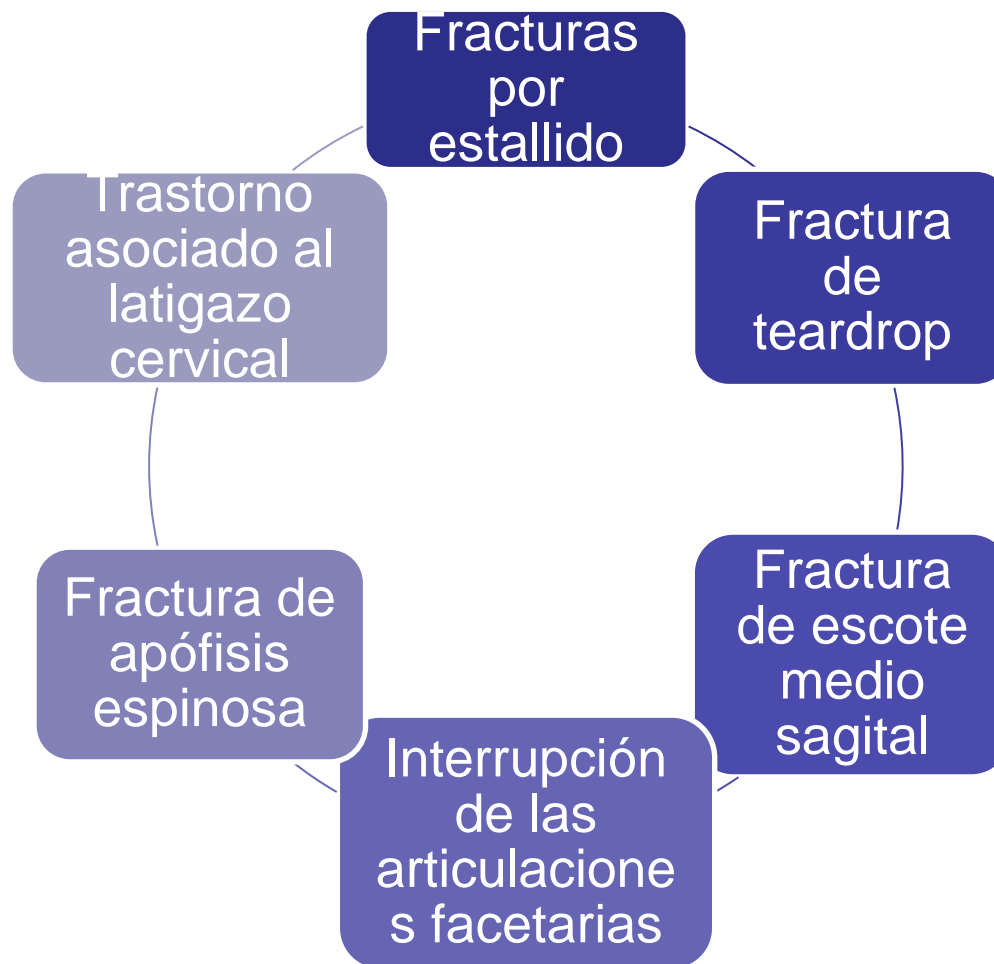 Fracturas
por
estallido
Fractura
de
teardrop
Fractura
de escote
medio
sagital
Interrupción
de las
articulacione
s facetarias
Fractura de
apófisis
espinosa
Trastorno
asociado al
latigazo
cervical